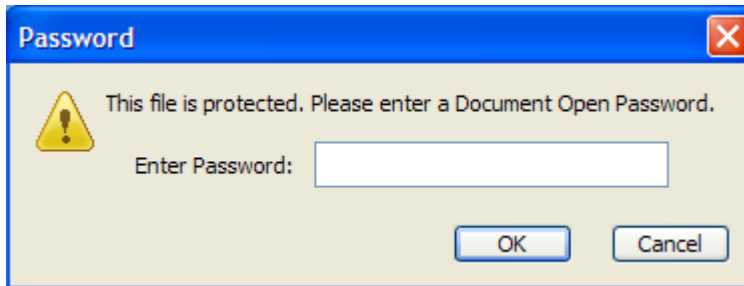 Password
This file is protected. Please enter a Document Open Password.
Enter Password:
OK Cancel